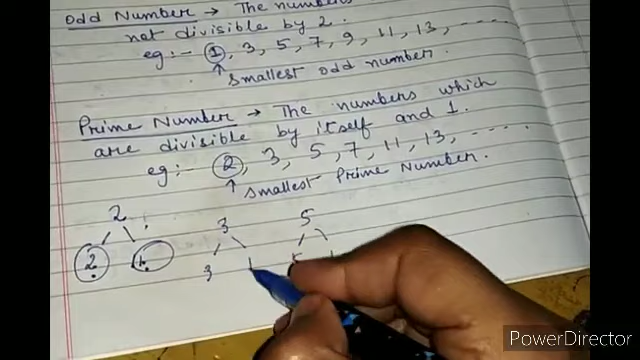 Odd Number → The numbers
not divisible by 2.
eg :- 1, 3, 5, 7, 9, 11, 13, ----
↑ smallest odd number.
Prime Number → The numbers which
are divisible by itself and 1.
eg :- 2, 3, 5, 7, 11, 13, ----
↑ smallest Prime Number.
2 3 5
2 1 3 1 5
PowerDirector